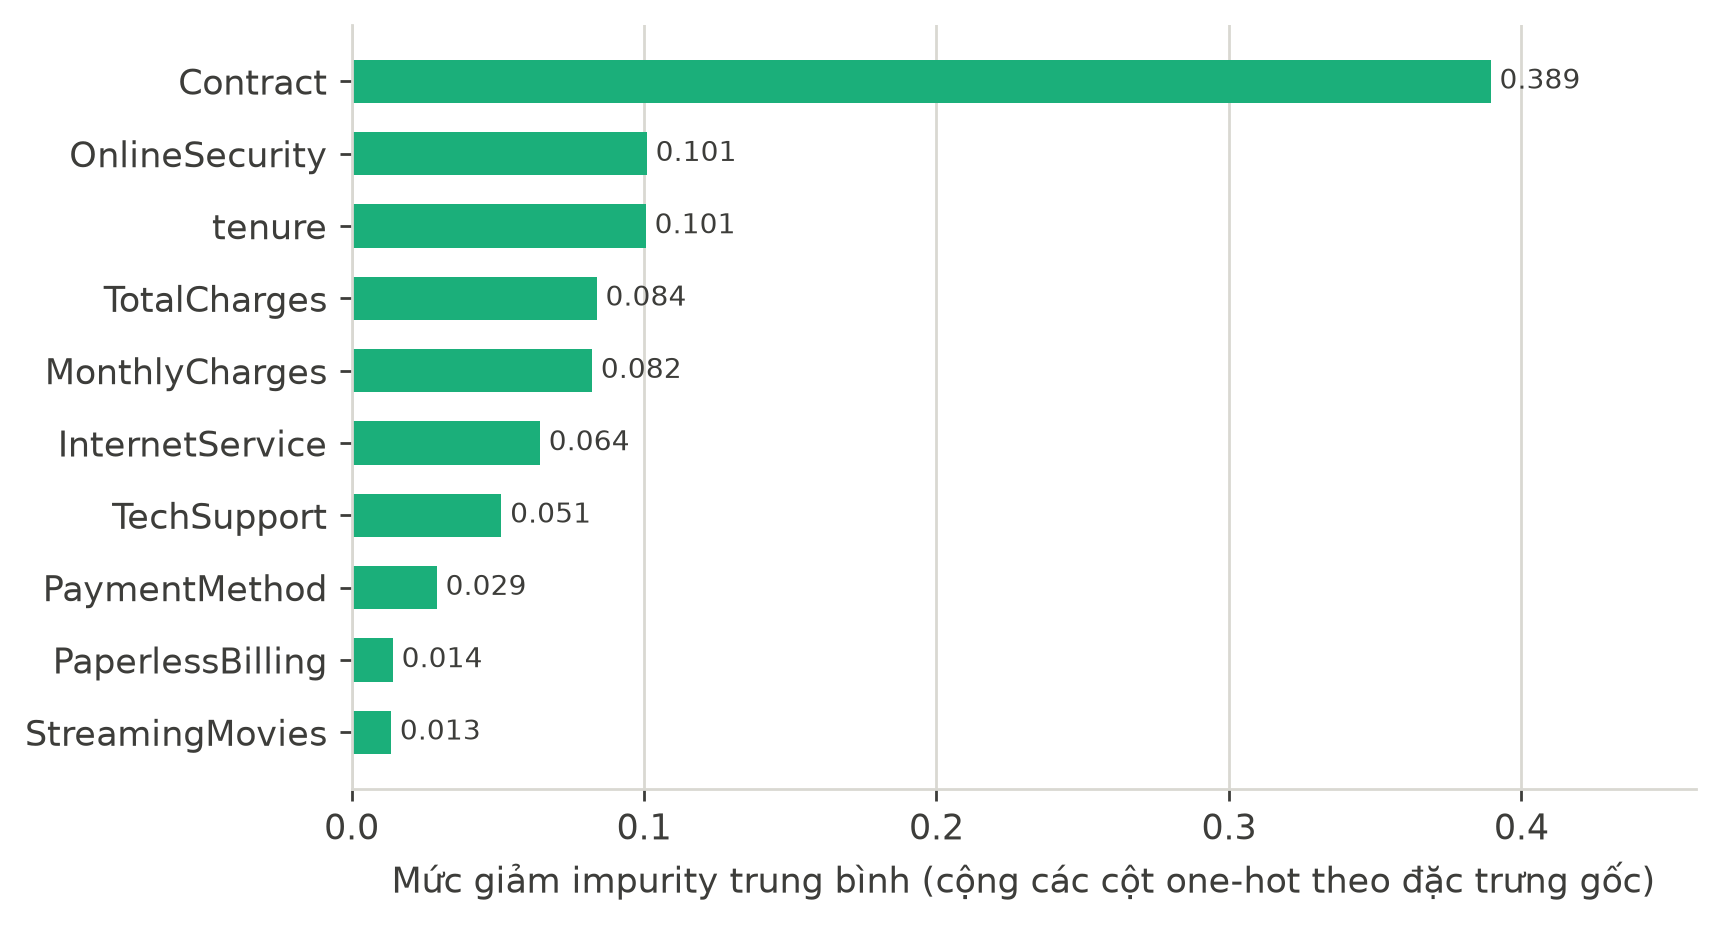 Contract 0.389
OnlineSecurity 0.101
tenure 0.101
TotalCharges 0.084
MonthlyCharges 0.082
InternetService 0.064
TechSupport 0.051
PaymentMethod 0.029
PaperlessBilling 0.014
StreamingMovies 0.013
0.0 0.1 0.2 0.3 0.4
Mức giảm impurity trung bình (cộng các cột one-hot theo đặc trưng gốc)